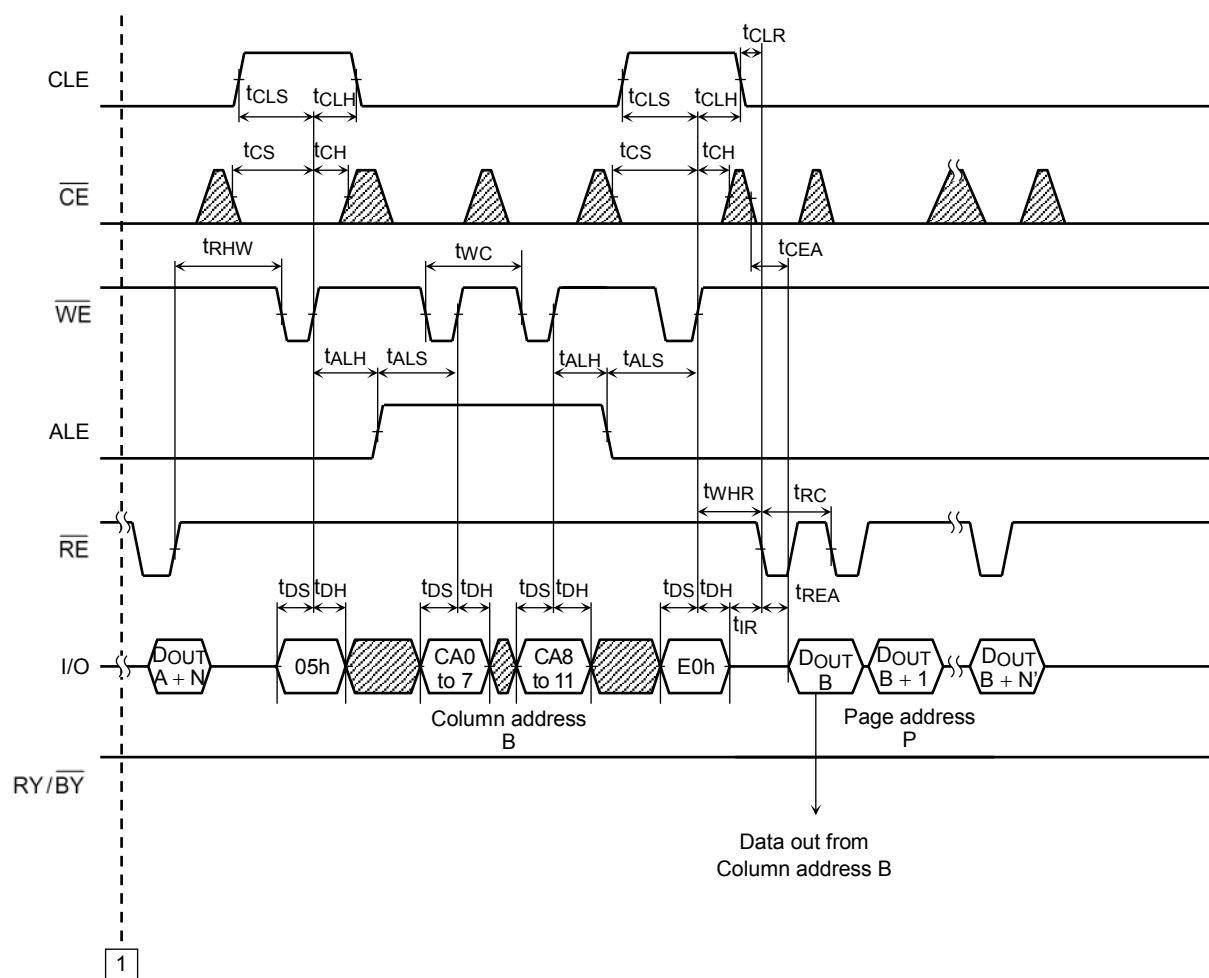 tCLR
CLE
tCLS tCLH tCLS tCLH
tCS tCH tCS tCH
CE
tRHW tWC tCEA
WE
tALH tALS tALH tALS
ALE
tWHR tRC
RE
tDS tDH tDS tDH tDS tDH tDS tDH tREA
tIR
I/O
DOUT
A + N
05h
CA0
to 7
CA8
to 11
E0h
DOUT
B
DOUT
B + 1
DOUT
B + N'
Column address
B
Page address
P
RY/BY
Data out from
Column address B
1